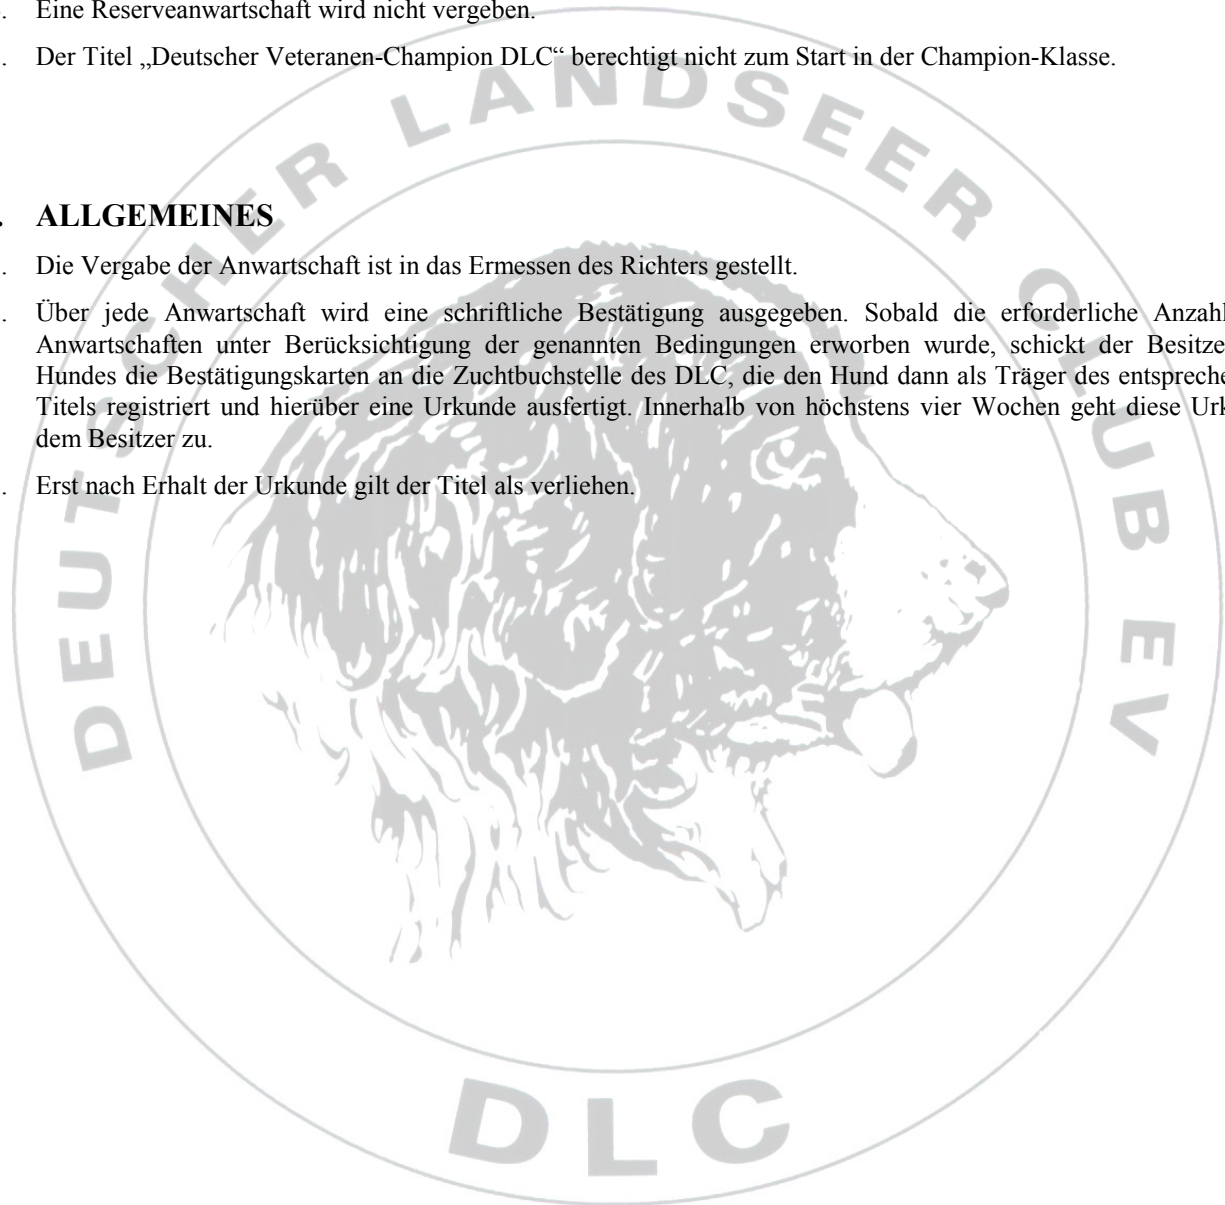 . Eine Reserveanwartschaft wird nicht vergeben.
. Der Titel „Deutscher Veteranen-Champion DLC“ berechtigt nicht zum Start in der Champion-Klasse.
. ALLGEMEINES
. Die Vergabe der Anwartschaft ist in das Ermessen des Richters gestellt.
. Über jede Anwartschaft wird eine schriftliche Bestätigung ausgegeben. Sobald die erforderliche Anzahl
Anwartschaften unter Berücksichtigung der genannten Bedingungen erworben wurde, schickt der Besitze
Hundes die Bestätigungskarten an die Zuchtbuchstelle des DLC, die den Hund dann als Träger des entspreche
Titels registriert und hierüber eine Urkunde ausfertigt. Innerhalb von höchstens vier Wochen geht diese Urk
dem Besitzer zu.
. Erst nach Erhalt der Urkunde gilt der Titel als verliehen.
DEUTSCHER LANDSEER CLUB EV
DLC